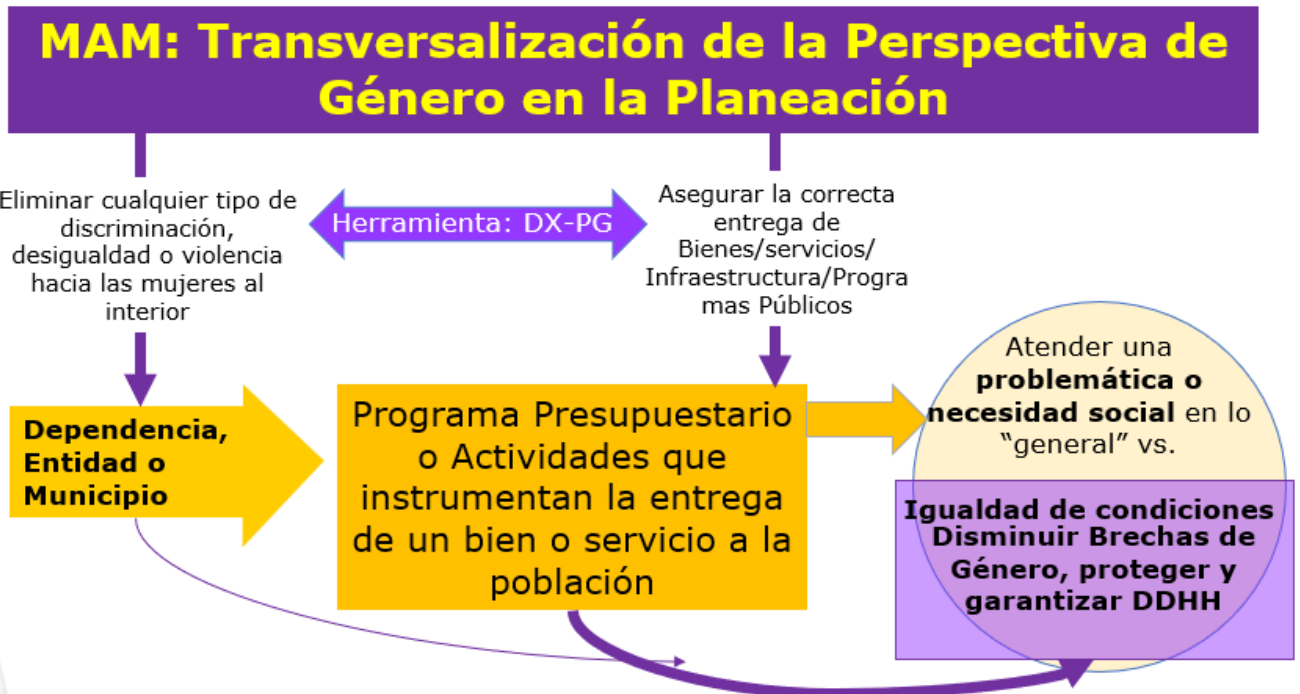 MAM: Transversalización de la Perspectiva de
Género en la Planeación
Eliminar cualquier tipo de
discriminación,
desigualdad o violencia
hacia las mujeres al
interior
Herramienta: DX-PG
Asegurar la correcta
entrega de
Bienes/servicios/
Infraestructura/Progra
mas Públicos
Dependencia,
Entidad o
Municipio
Programa Presupuestario
o Actividades que
instrumentan la entrega
de un bien o servicio a la
población
Atender una
problemática o
necesidad social en lo
“general” vs.
Igualdad de condiciones
Disminuir Brechas de
Género, proteger y
garantizar DDHH